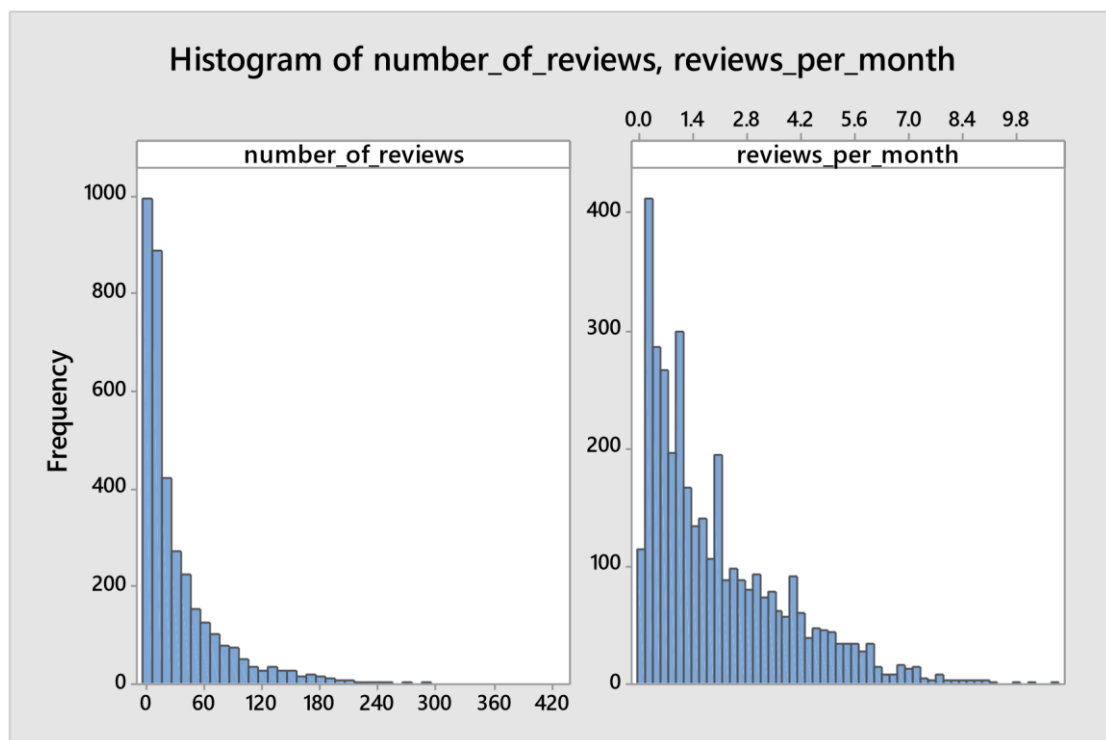 Histogram of number_of_reviews, reviews_per_month
0.0 1.4 2.8 4.2 5.6 7.0 8.4 9.8
number_of_reviews
reviews_per_month
1000
800
600
400
200
0
Frequency
400
300
200
100
0
0 60 120 180 240 300 360 420